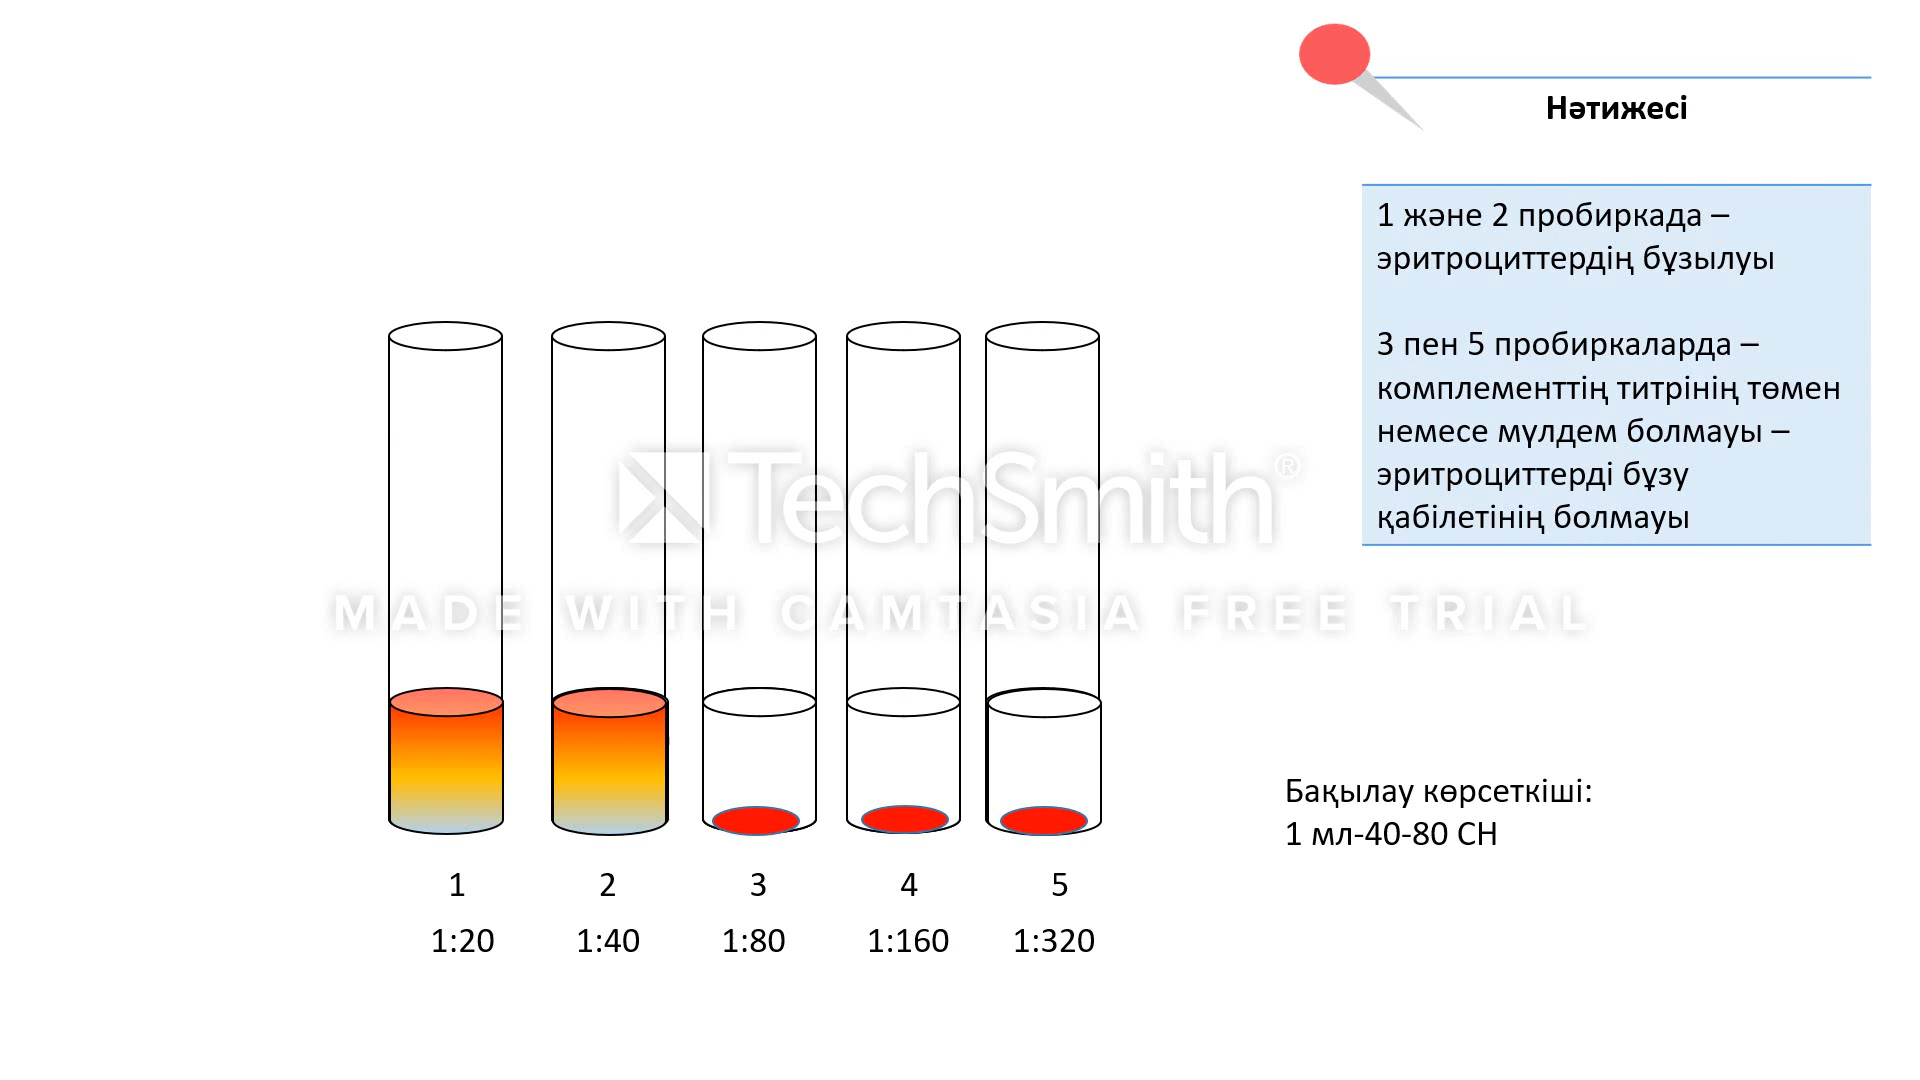 Нәтижесі
1 және 2 пробиркада –
эритроциттердің бұзылуы
3 пен 5 пробиркаларда –
комплементтің титрінің төмен
немесе мүлдем болмауы –
эритроциттерді бұзу
қабілетінің болмауы
TechSmith®
MADE WITH CAMTASIA FREE TRIAL
Бақылау көрсеткіші:
1 мл-40-80 СН
1 2 3 4 5
1:20 1:40 1:80 1:160 1:320